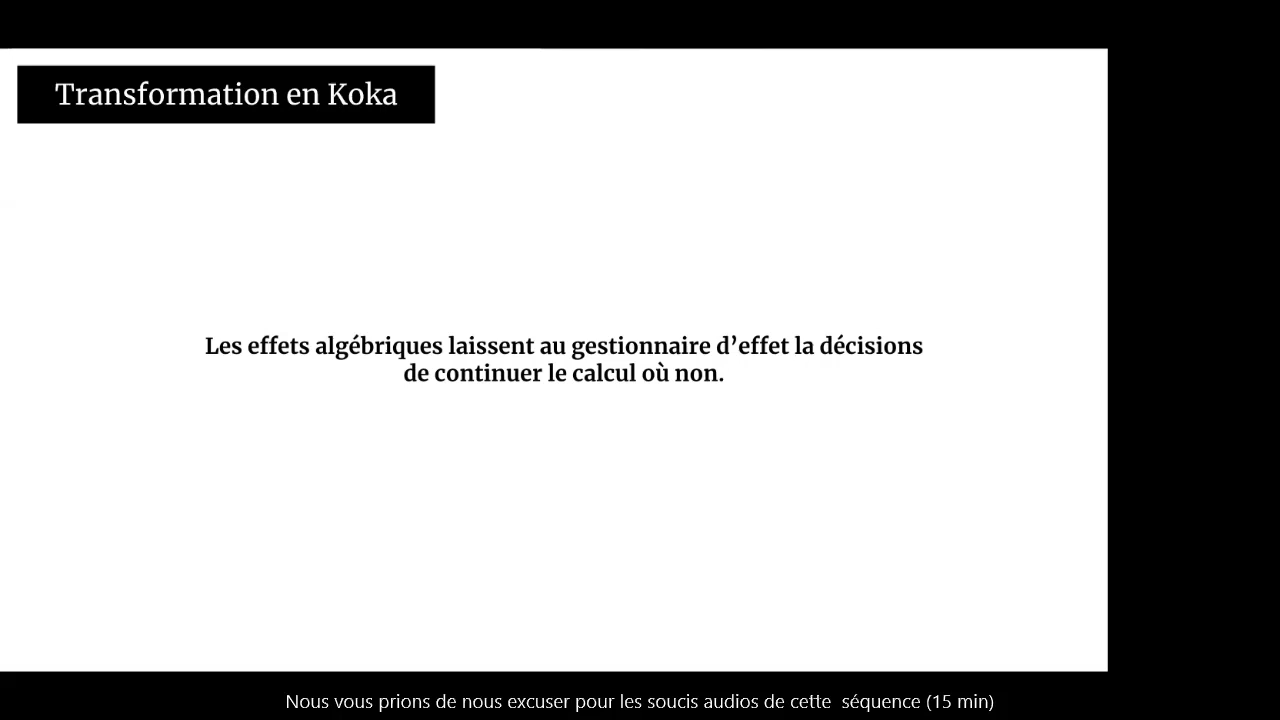 Transformation en Koka
Les effets algébriques laissent au gestionnaire d’effet la décisions
de continuer le calcul où non.
Nous vous prions de nous excuser pour les soucis audios de cette  séquence (15 min)